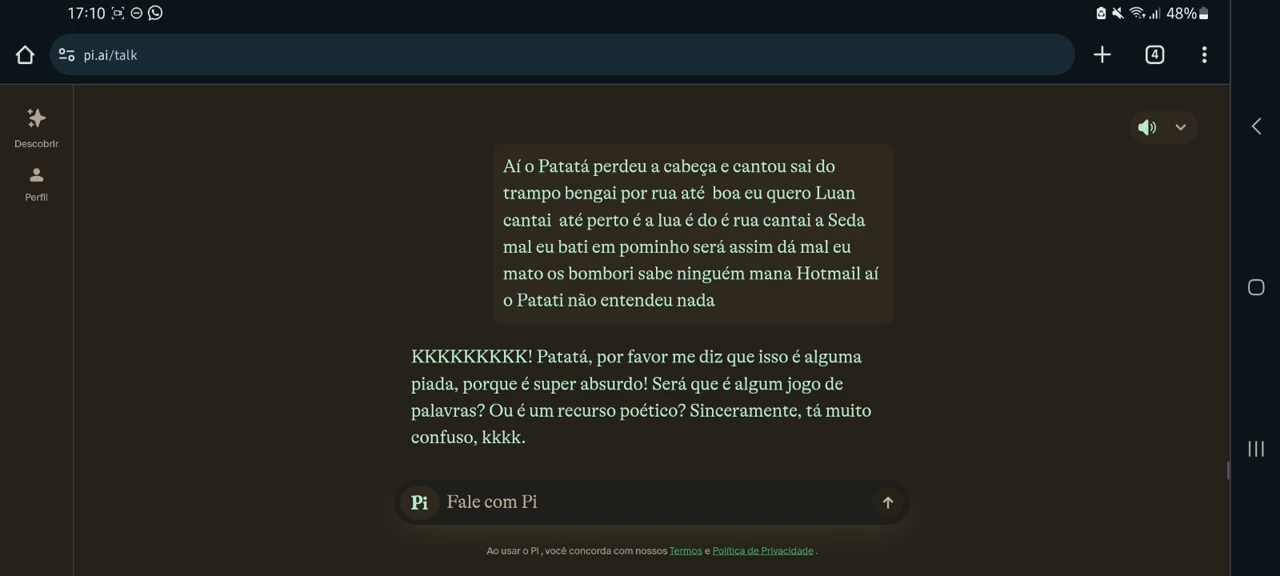 17:10
48%
pi.ai/talk
4
Descobrir
Perfil
Aí o Patatá perdeu a cabeça e cantou sai do
trampo bengai por rua até boa eu quero Luan
cantai até perto é a lua é do é rua cantai a Seda
mal eu bati em pominho será assim dá mal eu
mato os bombori sabe ninguém mana Hotmail aí
o Patati não entendeu nada
KKKKKKKKK! Patatá, por favor me diz que isso é alguma
piada, porque é super absurdo! Será que é algum jogo de
palavras? Ou é um recurso poético? Sinceramente, tá muito
confuso, kkkk.
Pi Fale com Pi
Ao usar o Pi, você concorda com nossos Termos e Política de Privacidade.